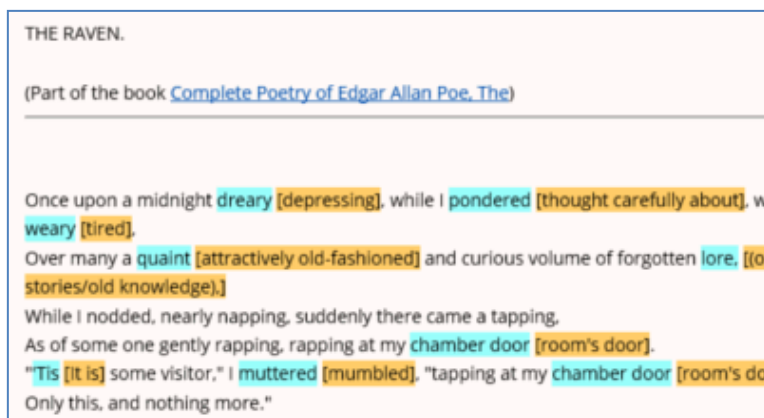 THE RAVEN.
(Part of the book Complete Poetry of Edgar Allan Poe, The)
Once upon a midnight dreary [depressing], while I pondered [thought carefully about],
weary [tired],
Over many a quaint [attractively old-fashioned] and curious volume of forgotten lore, [(o
stories/old knowledge),]
While I nodded, nearly napping, suddenly there came a tapping,
As of some one gently rapping, rapping at my chamber door [room's door].
"'Tis [It is] some visitor," I muttered [mumbled], "tapping at my chamber door [room's do
Only this, and nothing more."